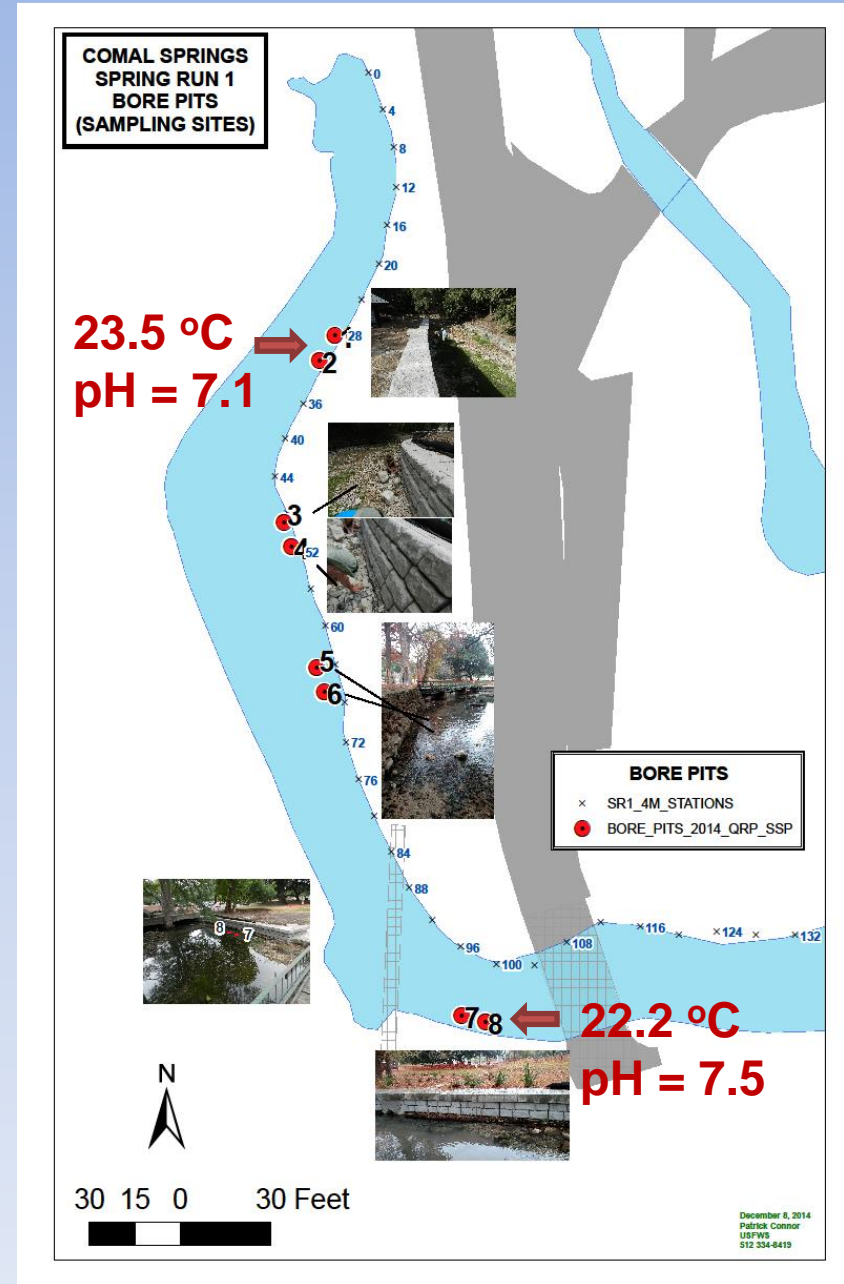 COMAL SPRINGS
SPRING RUN 1
BORE PITS
(SAMPLING SITES)
0
4
8
12
16
20
23.5 °C
pH = 7.1
28
2
36
40
44
3
4
52
60
5
6
72
76
BORE PITS
× SR1_4M_STATIONS
BORE_PITS_2014_QRP_SSP
84
88
8
7
96
100
108
116
124
132
7
8
22.2 °C
pH = 7.5
N
30 15 0 30 Feet
December 8, 2014
Patrick Connor
USFWS
512 334-8419